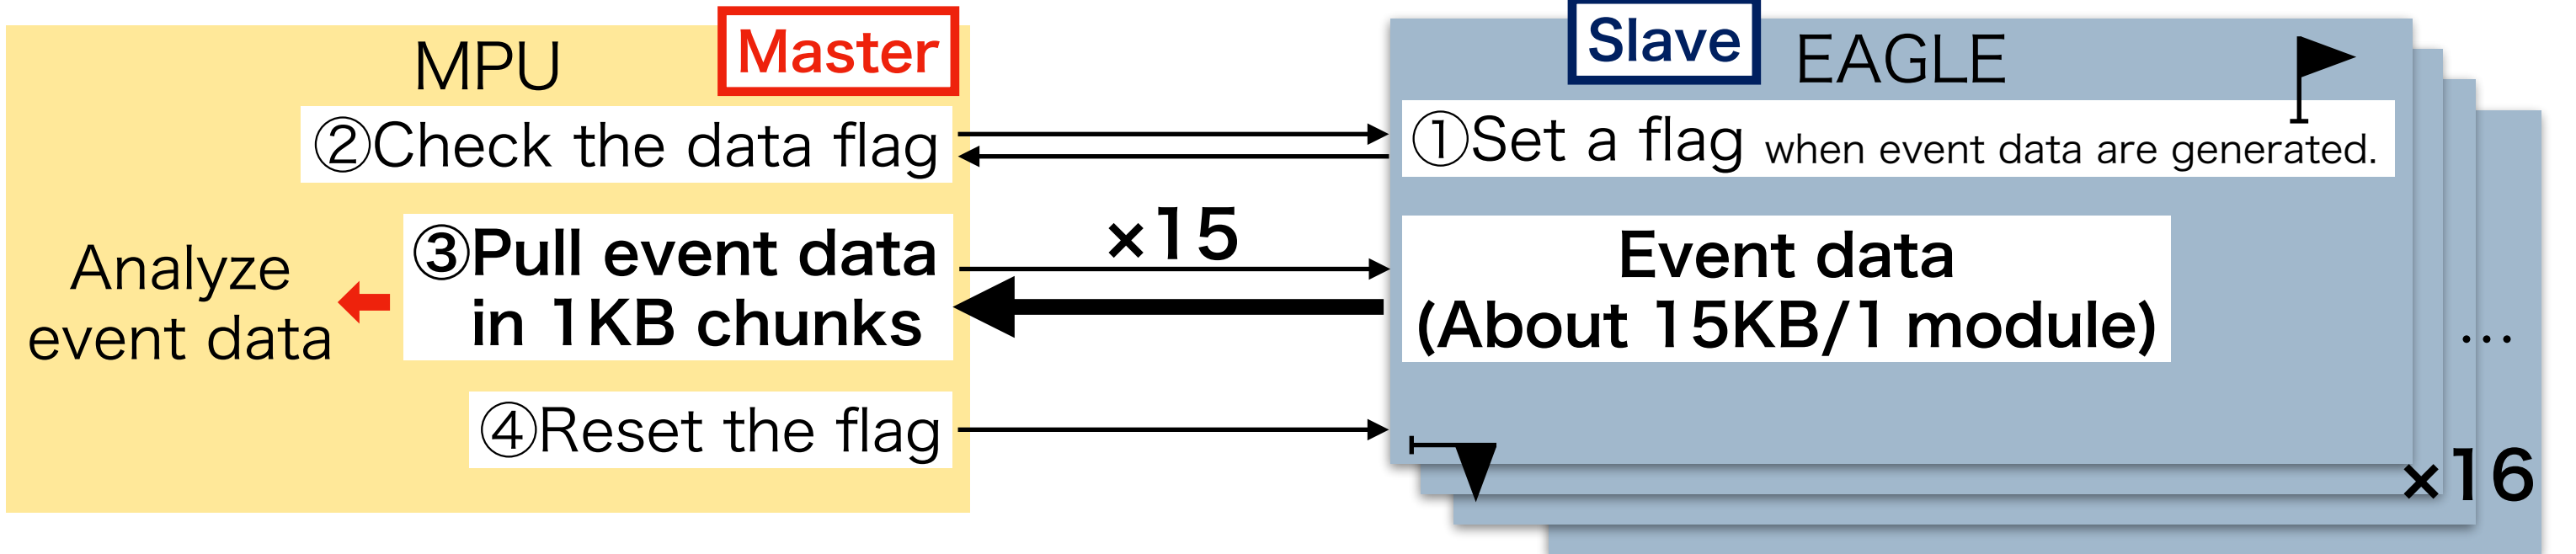 MPU
Master
②Check the data flag
③Pull event data
in 1KB chunks
Analyze
event data
④Reset the flag
×15
Slave
EAGLE
①Set a flag when event data are generated.
Event data
(About 15KB/1 module)
...
×16